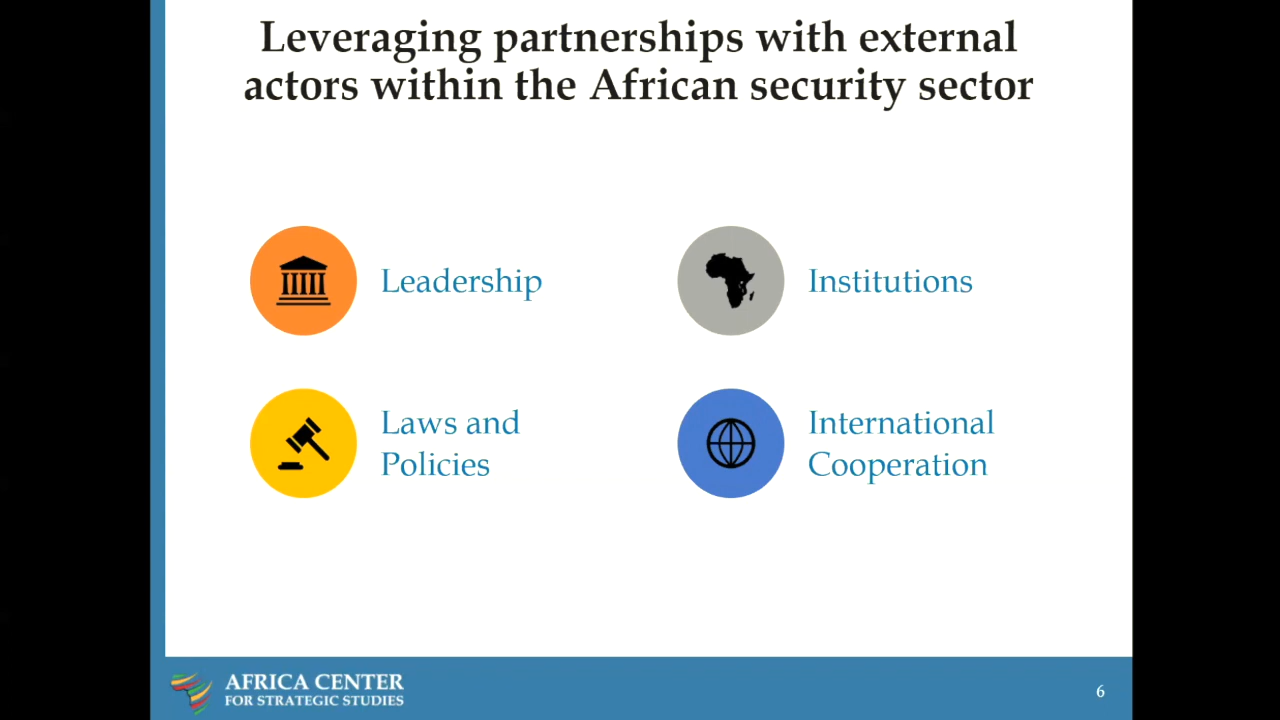 Leveraging partnerships with external
actors within the African security sector
Leadership
Institutions
Laws and
Policies
International
Cooperation
AFRICA CENTER
FOR STRATEGIC STUDIES
6